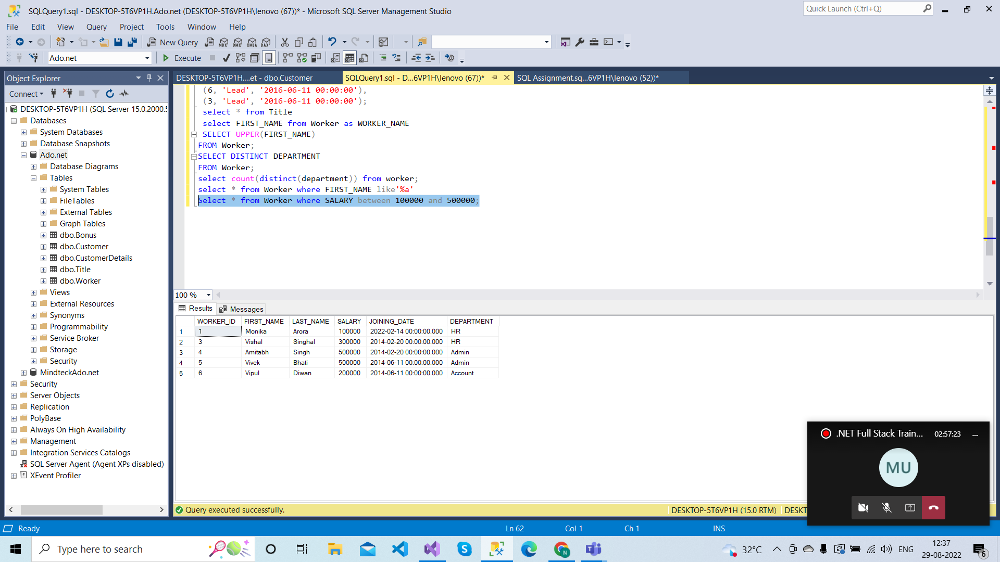 SQLQuery1.sql - DESKTOP-5T6VP1H.Ado.net (DESKTOP-5T6VP1H\lenovo (67))* - Microsoft SQL Server Management Studio
Quick Launch (Ctrl+Q)
File Edit View Query Project Tools Window Help
New Query MDX DMX XMLA DAX
Ado.net Execute
Object Explorer
DESKTOP-5T6VP1H....et - dbo.Customer
SQLQuery1.sql - D...6VP1H\lenovo (67))*
SQL Assignment.sq...6VP1H\lenovo (52))*
Connect
DESKTOP-5T6VP1H (SQL Server 15.0.2000.5
Databases
System Databases
Database Snapshots
Ado.net
Database Diagrams
Tables
System Tables
FileTables
External Tables
Graph Tables
dbo.Bonus
dbo.Customer
dbo.CustomerDetails
dbo.Title
dbo.Worker
Views
External Resources
Synonyms
Programmability
Service Broker
Storage
Security
MindteckAdo.net
Security
Server Objects
Replication
PolyBase
Always On High Availability
Management
Integration Services Catalogs
SQL Server Agent (Agent XPs disabled)
XEvent Profiler
(6, 'Lead', '2016-06-11 00:00:00'),
(3, 'Lead', '2016-06-11 00:00:00');
select * from Title
select FIRST_NAME from Worker as WORKER_NAME
SELECT UPPER(FIRST_NAME)
FROM Worker;
SELECT DISTINCT DEPARTMENT
FROM Worker;
select count(distinct(department)) from worker;
select * from Worker where FIRST_NAME like'%a'
Select * from Worker where SALARY between 100000 and 500000;
100 %
Results Messages
WORKER_ID FIRST_NAME LAST_NAME SALARY JOINING_DATE DEPARTMENT
1 1 Monika Arora 100000 2022-02-14 00:00:00.000 HR
2 3 Vishal Singhal 300000 2014-02-20 00:00:00.000 HR
3 4 Amitabh Singh 500000 2014-02-20 00:00:00.000 Admin
4 5 Vivek Bhati 500000 2014-06-11 00:00:00.000 Admin
5 6 Vipul Diwan 200000 2014-06-11 00:00:00.000 Account
.NET Full Stack Train... 02:57:23
MU
Query executed successfully. DESKTOP-5T6VP1H (15.0 RTM) DESKT
Ready Ln 62 Col 1 Ch 1 INS
Type here to search
32°C
ENG
12:37
29-08-2022
6